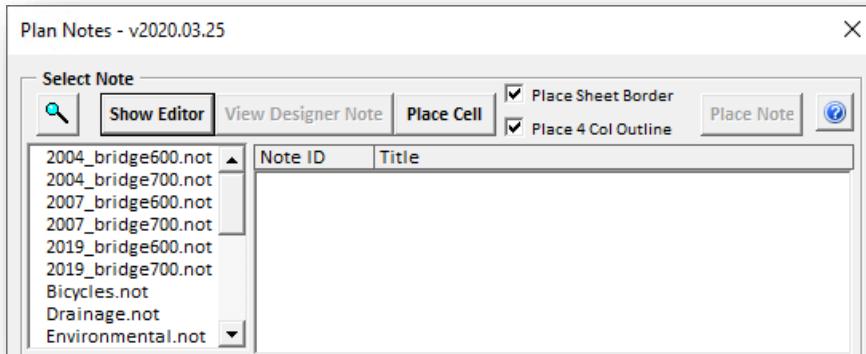 Plan Notes - v2020.03.25
Select Note
Show Editor View Designer Note Place Cell Place Sheet Border Place Note
Place 4 Col Outline
Note ID Title
2004_bridge600.not
2004_bridge700.not
2007_bridge600.not
2007_bridge700.not
2019_bridge600.not
2019_bridge700.not
Bicycles.not
Drainage.not
Environmental.not